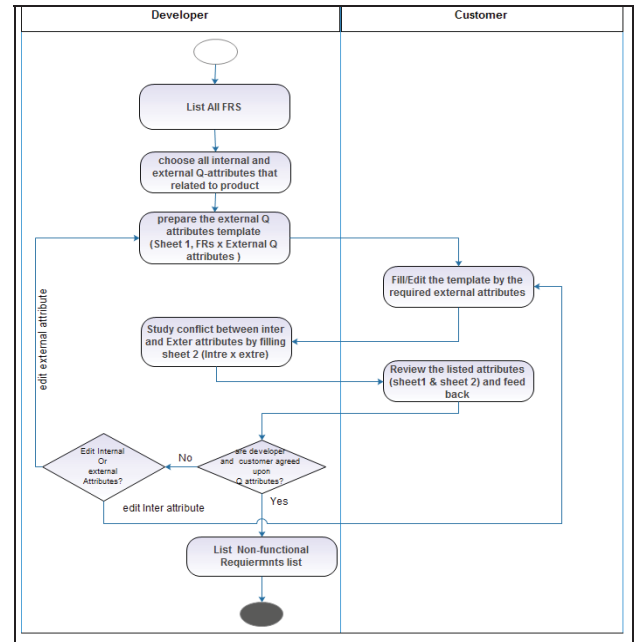 Developer
Customer
List All FRS
choose all internal and
external Q-attributes that
related to product
prepare the external Q
attributes template
(Sheet 1, FRs x External Q
attributes )
Fill/Edit the template by the
required external attributes
Study conflict between inter
and Exter attributes by filling
sheet 2 (Intre x extre)
Review the listed attributes
(sheet1 & sheet 2) and feed
back
edit external attribute
Edit Internal
Or
external
Attributes?
No
are developer
and customer agreed
upon
Q attributes?
Yes
edit Inter attribute
List Non-functional
Requiermnts list